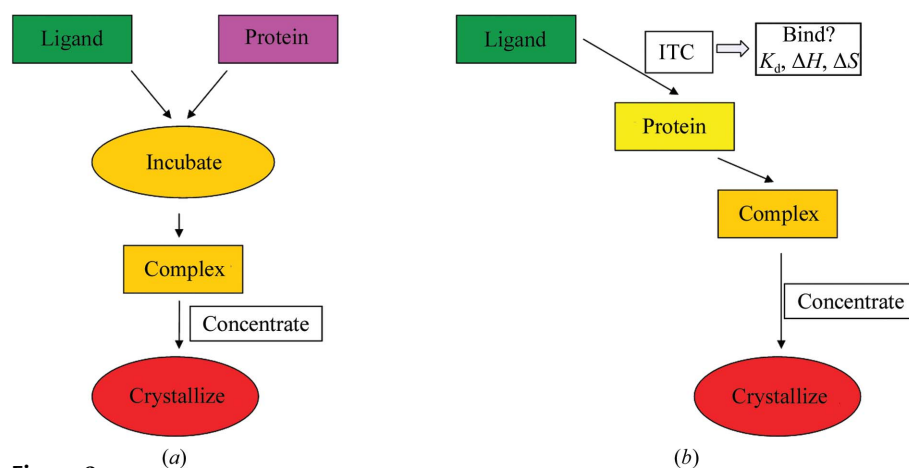 Ligand
Protein
Incubate
Complex
Concentrate
Crystallize
(a)
Ligand
ITC
Bind?
Kd, ΔH, ΔS
Protein
Complex
Concentrate
Crystallize
(b)